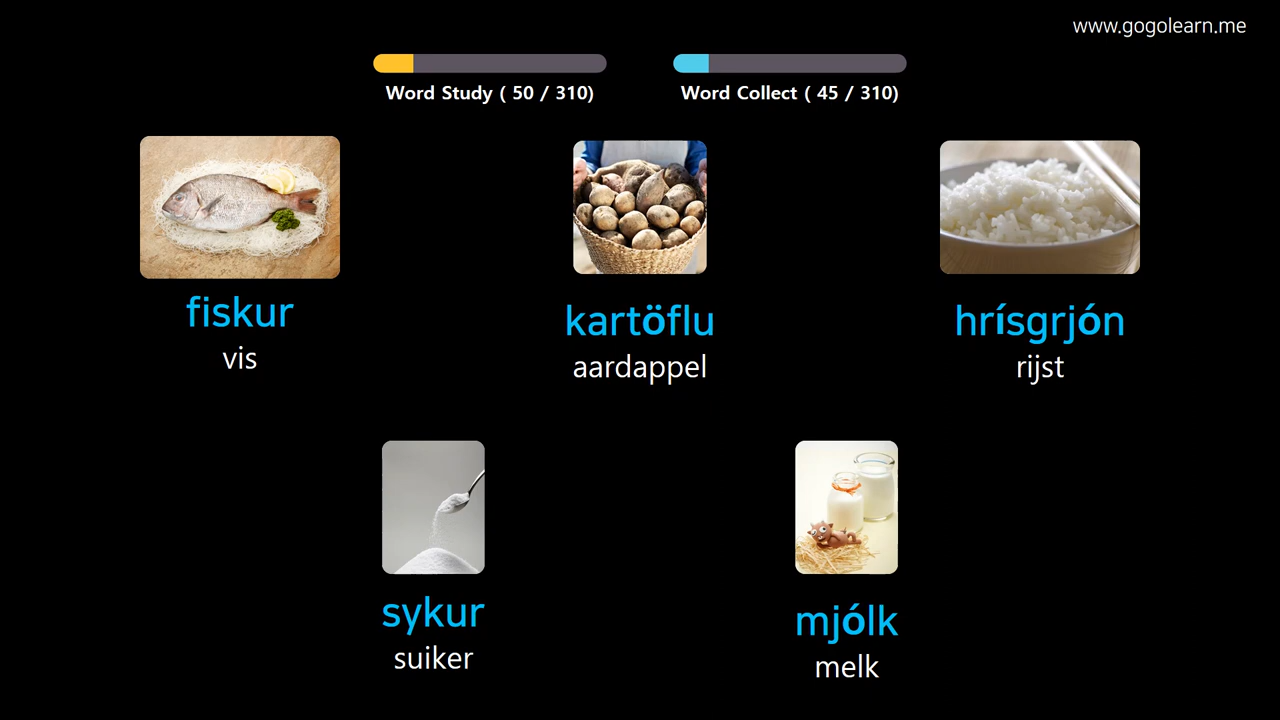 www.gogolearn.me
Word Study ( 50 / 310)
Word Collect ( 45 / 310)
fiskur
vis
kartöflu
aardappel
hrísgrjón
rijst
sykur
suiker
mjólk
melk